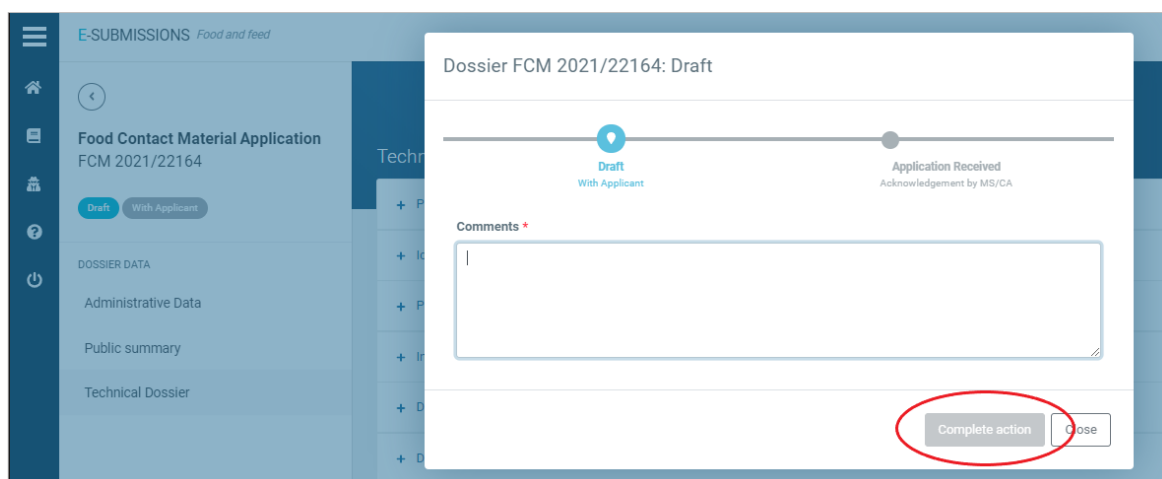 E-SUBMISSIONS Food and feed
Food Contact Material Application
FCM 2021/22164
Draft With Applicant
DOSSIER DATA
Administrative Data
Public summary
Technical Dossier
Dossier FCM 2021/22164: Draft
Draft
With Applicant
Application Received
Acknowledgement by MS/CA
Comments *
Complete action
Close